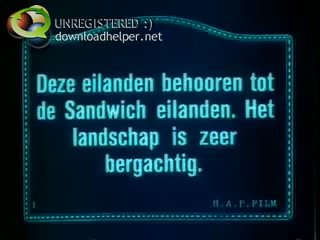 UNREGISTERED :)
downloadhelper.net
Deze eilanden behooren tot
de Sandwich eilanden. Het
landschap is zeer
bergachtig.
H.A.P.FILM